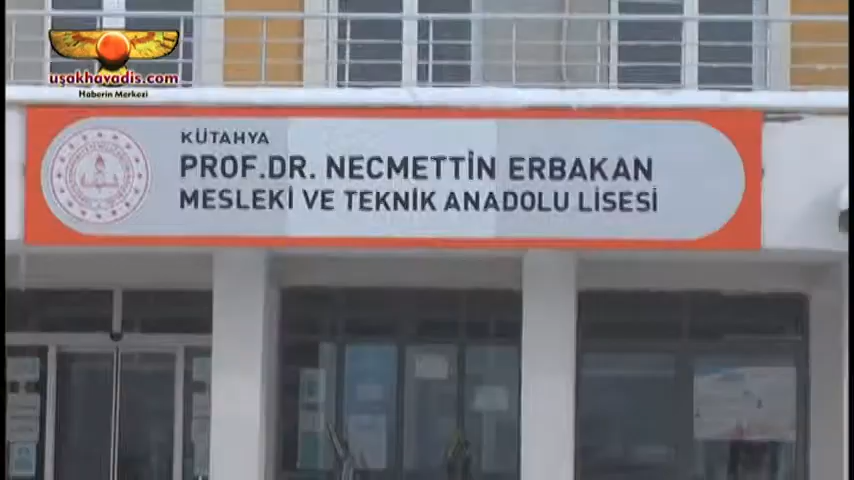 uşakhavadis.com
Haberin Merkezi
KÜTAHYA
PROF.DR. NECMETTİN ERBAKAN
MESLEKİ VE TEKNİK ANADOLU LİSESİ